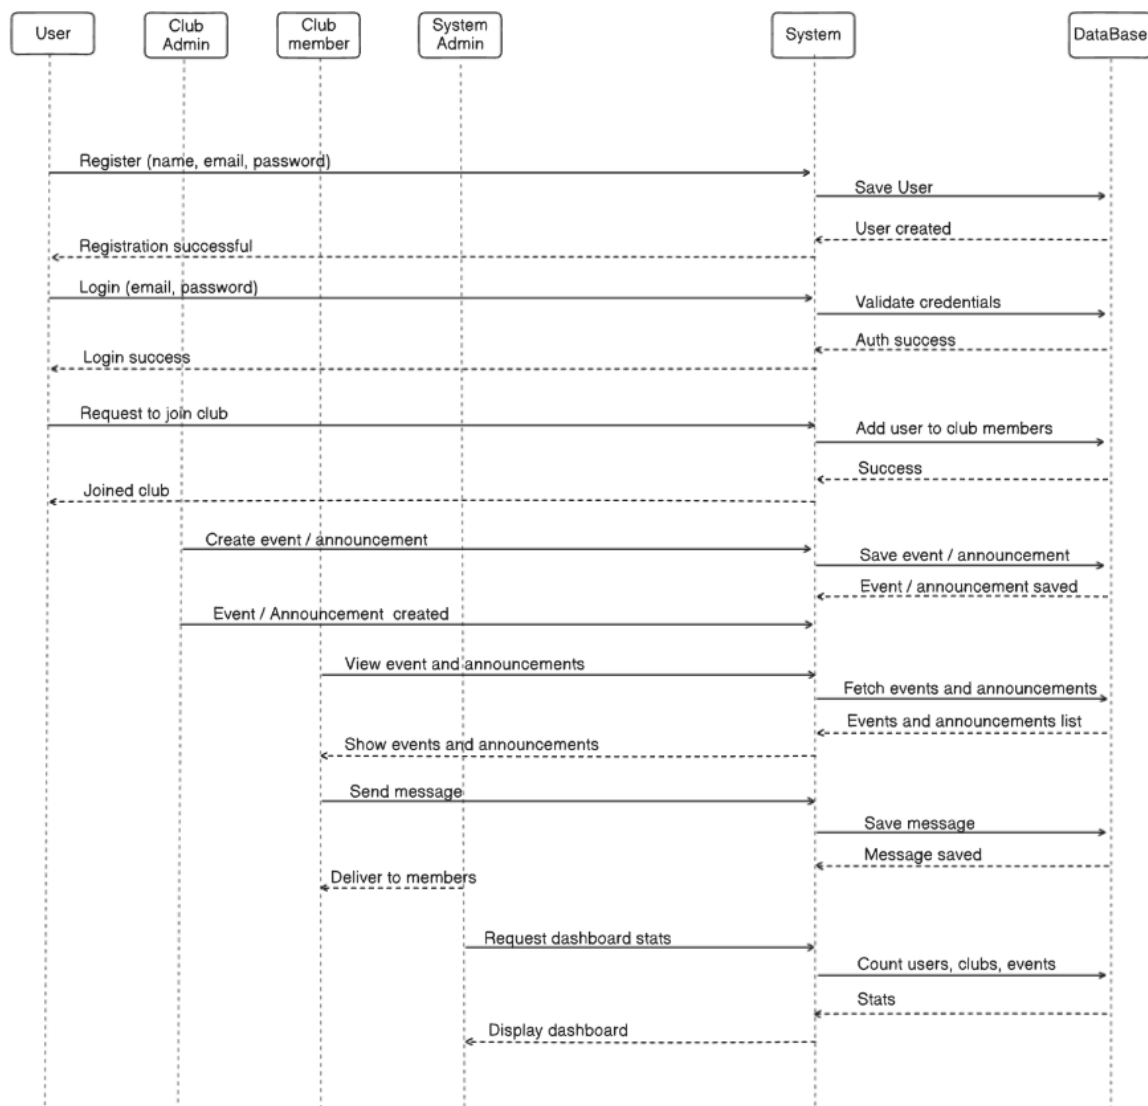 User
Club
Admin
Club
member
System
Admin
System
DataBase
Register (name, email, password)
Save User
User created
Registration successful
Login (email, password)
Validate credentials
Auth success
Login success
Request to join club
Add user to club members
Success
Joined club
Create event / announcement
Save event / announcement
Event / announcement saved
Event / Announcement created
View event and announcements
Fetch events and announcements
Events and announcements list
Show events and announcements
Send message
Save message
Message saved
Deliver to members
Request dashboard stats
Count users, clubs, events
Stats
Display dashboard